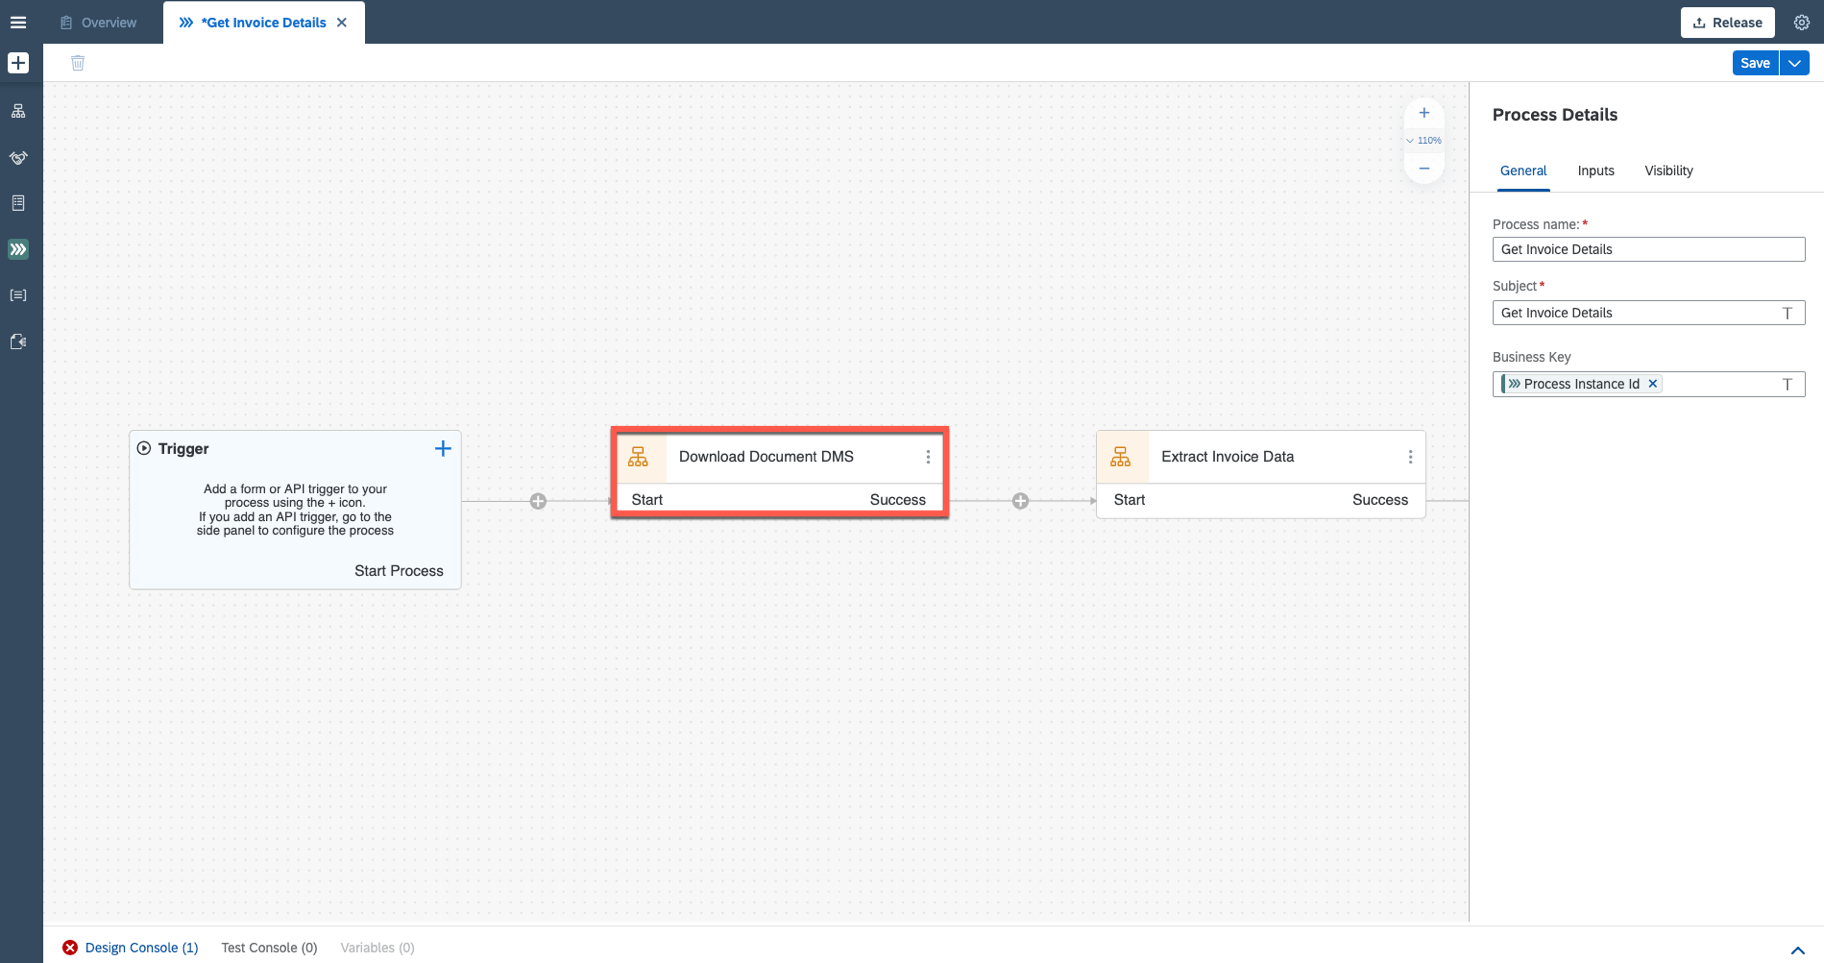 Overview
*Get Invoice Details
Release
Save
110%
Process Details
General Inputs Visibility
Process name:*
Get Invoice Details
Subject*
Get Invoice Details
T
Business Key
Process Instance Id
T
Trigger
Add a form or API trigger to your
process using the + icon.
If you add an API trigger, go to the
side panel to configure the process
Start Process
Download Document DMS
Start Success
Extract Invoice Data
Start Success
Design Console (1) Test Console (0) Variables (0)